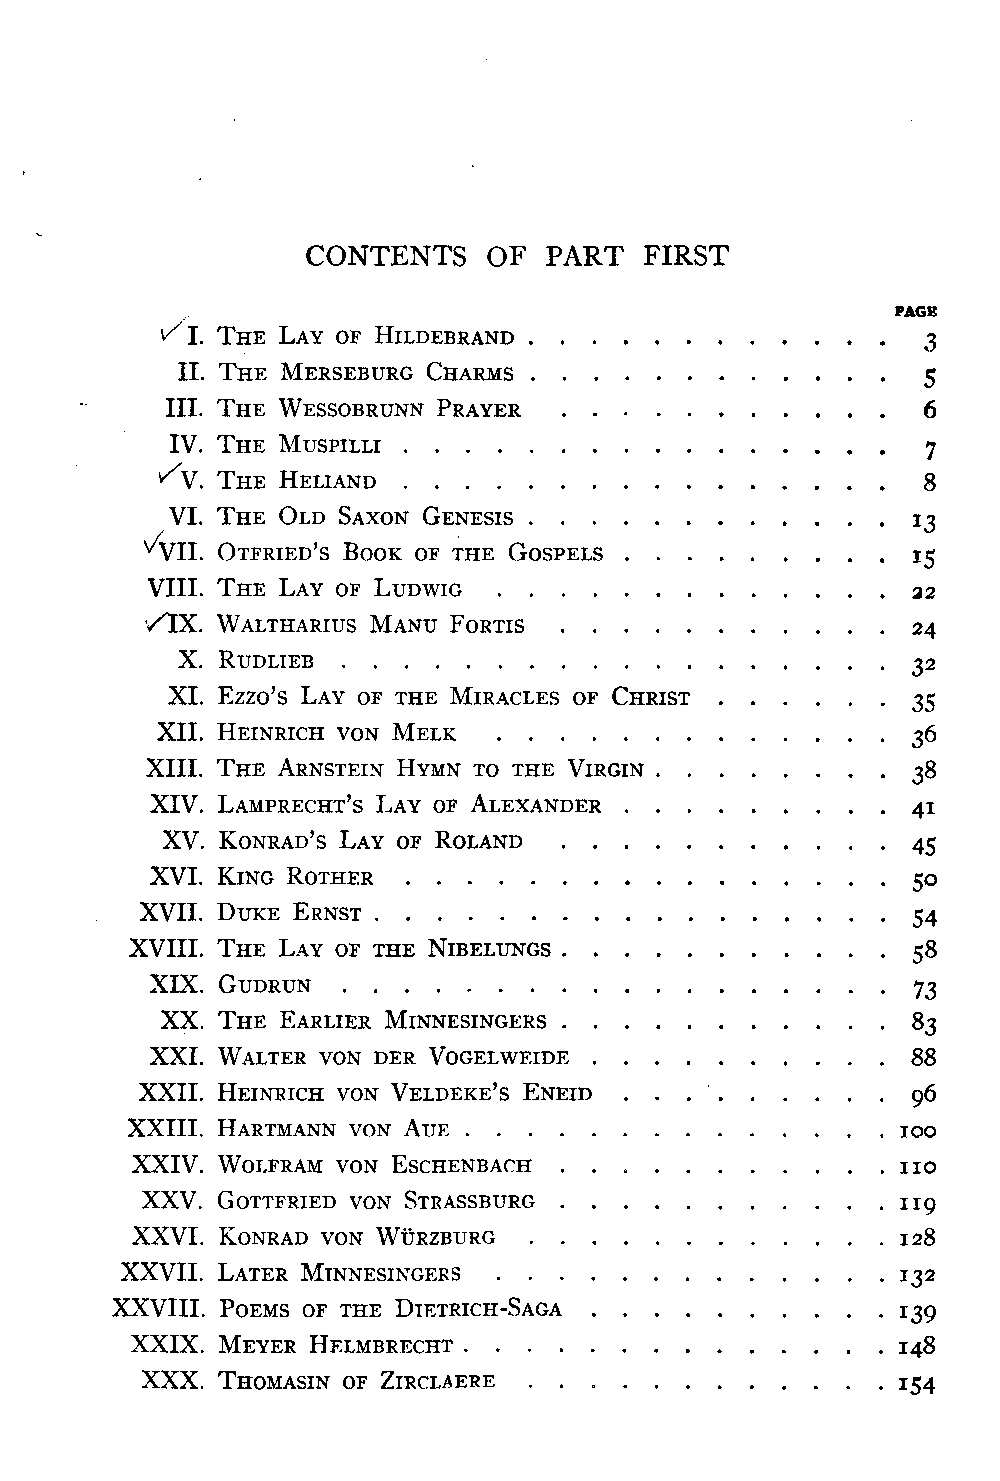 CONTENTS OF PART FIRST
PAGE
✓I. THE LAY OF HILDEBRAND . . . . . . . . . . . . 3
II. THE MERSEBURG CHARMS . . . . . . . . . . . . 5
III. THE WESSOBRUNN PRAYER . . . . . . . . . . . 6
IV. THE MUSPILLI . . . . . . . . . . . . . . . . 7
✓V. THE HELIAND . . . . . . . . . . . . . . . . 8
VI. THE OLD SAXON GENESIS . . . . . . . . . . . . 13
✓VII. OTFRIED'S BOOK OF THE GOSPELS . . . . . . . . . 15
VIII. THE LAY OF LUDWIG . . . . . . . . . . . . . 22
✓IX. WALTHARIUS MANU FORTIS . . . . . . . . . . . 24
X. RUDLIEB . . . . . . . . . . . . . . . . . . 32
XI. EZZO'S LAY OF THE MIRACLES OF CHRIST . . . . . . 35
XII. HEINRICH VON MELK . . . . . . . . . . . . . 36
XIII. THE ARNSTEIN HYMN TO THE VIRGIN . . . . . . . . 38
XIV. LAMPRECHT'S LAY OF ALEXANDER . . . . . . . . . 41
XV. KONRAD'S LAY OF ROLAND . . . . . . . . . . . 45
XVI. KING ROTHER . . . . . . . . . . . . . . . . 50
XVII. DUKE ERNST . . . . . . . . . . . . . . . . . 54
XVIII. THE LAY OF THE NIBELUNGS . . . . . . . . . . . 58
XIX. GUDRUN . . . . . . . . . . . . . . . . . . 73
XX. THE EARLIER MINNESINGERS . . . . . . . . . . . 83
XXI. WALTER VON DER VOGELWEIDE . . . . . . . . . . 88
XXII. HEINRICH VON VELDEKE'S ENEID . . . . . . . . . 96
XXIII. HARTMANN VON AUE . . . . . . . . . . . . . . 100
XXIV. WOLFRAM VON ESCHENBACH . . . . . . . . . . . 110
XXV. GOTTFRIED VON STRASSBURG . . . . . . . . . . . 119
XXVI. KONRAD VON WÜRZBURG . . . . . . . . . . . . 128
XXVII. LATER MINNESINGERS . . . . . . . . . . . . . 132
XXVIII. POEMS OF THE DIETRICH-SAGA . . . . . . . . . . 139
XXIX. MEYER HELMBRECHT . . . . . . . . . . . . . . 148
XXX. THOMASIN OF ZIRCLAERE . . . . . . . . . . . . 154